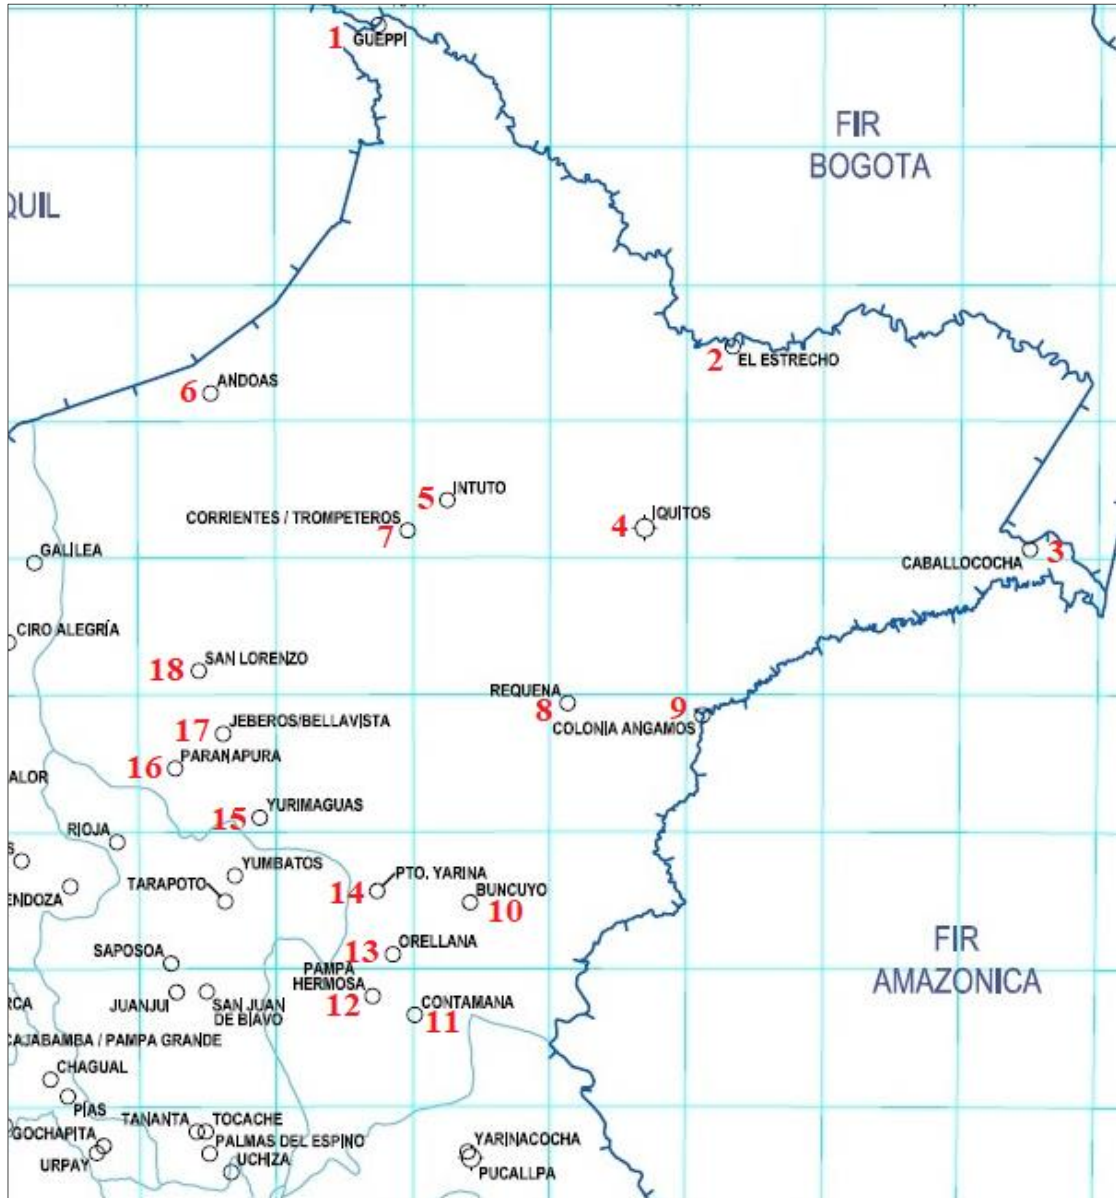 1
GUEPPI
FIR
BOGOTA
QUIL
2
EL ESTRECHO
6
ANDOAS
5
INTUTO
CORRIENTES / TROMPETEROS
7
4
IQUITOS
3
CABALLOCOCHA
GALILEA
CIRO ALEGRÍA
18
SAN LORENZO
REQUENA
8
9
COLONIA ANGAMOS
17
JEBEROS/BELLAVISTA
16
PARANAPURA
ALOR
15
YURIMAGUAS
RIOJA
S
YUMBATOS
TARAPOTO
ENDOZA
14
PTO. YARINA
BUNCUYO
10
13
ORELLANA
SAPOSOA
PAMPA
HERMOSA
12
FIR
AMAZONICA
JUANJUI
SAN JUAN
DE BIAVO
CONTAMANA
11
RCA
CAJABAMBA / PAMPA GRANDE
CHAGUAL
PÍAS
TANANTA
TOCACHE
GOCHAPITA
PALMAS DEL ESPINO
URPAY
UCHIZA
YARINACOCHA
PUCALLPA